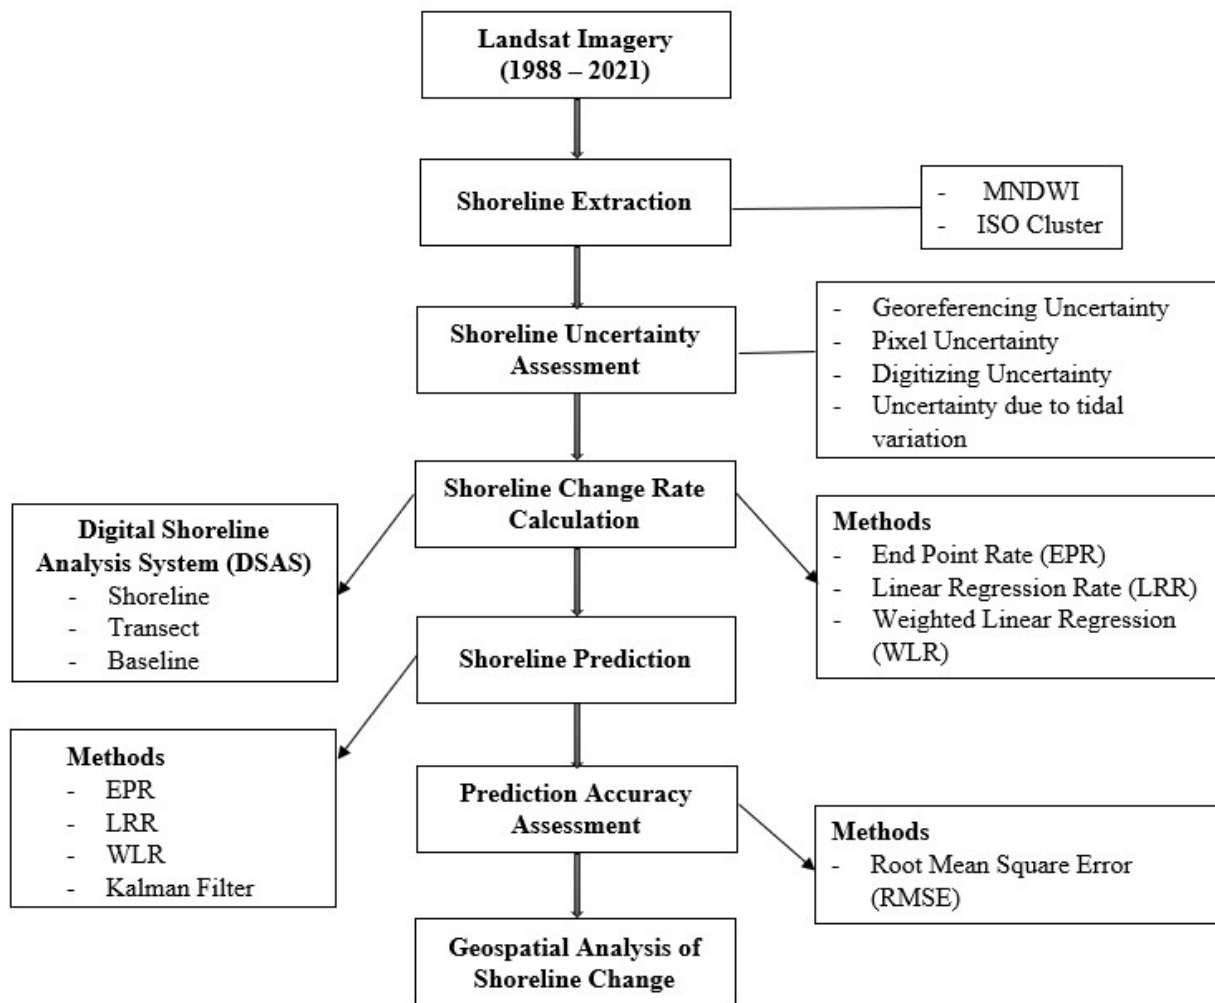 Landsat Imagery
(1988 – 2021)
Shoreline Extraction
- MNDWI
- ISO Cluster
Shoreline Uncertainty
Assessment
- Georeferencing Uncertainty
- Pixel Uncertainty
- Digitizing Uncertainty
- Uncertainty due to tidal
variation
Shoreline Change Rate
Calculation
Digital Shoreline
Analysis System (DSAS)
- Shoreline
- Transect
- Baseline
Methods
- End Point Rate (EPR)
- Linear Regression Rate (LRR)
- Weighted Linear Regression
(WLR)
Shoreline Prediction
Methods
- EPR
- LRR
- WLR
- Kalman Filter
Prediction Accuracy
Assessment
Methods
- Root Mean Square Error
(RMSE)
Geospatial Analysis of
Shoreline Change